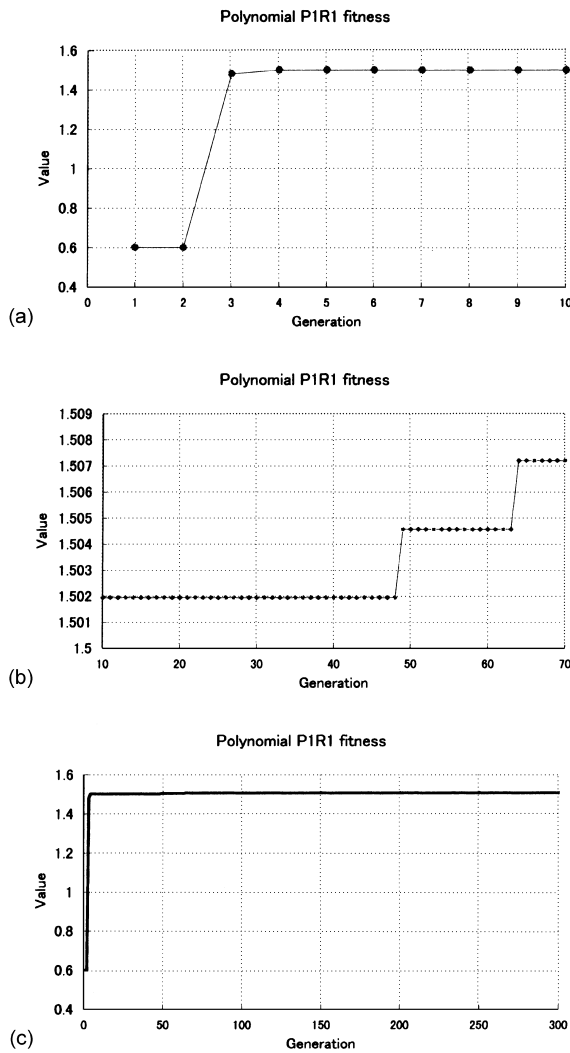 Polynomial P1R1 fitness
1.6
1.4
1.2
1
0.8
0.6
0.4
Value
0 1 2 3 4 5 6 7 8 9 10
Generation
(a)
Polynomial P1R1 fitness
1.509
1.508
1.507
1.506
1.505
1.504
1.503
1.502
1.501
1.5
Value
10 20 30 40 50 60 70
Generation
(b)
Polynomial P1R1 fitness
1.6
1.4
1.2
1
0.8
0.6
0.4
Value
0 50 100 150 200 250 300
Generation
(c)